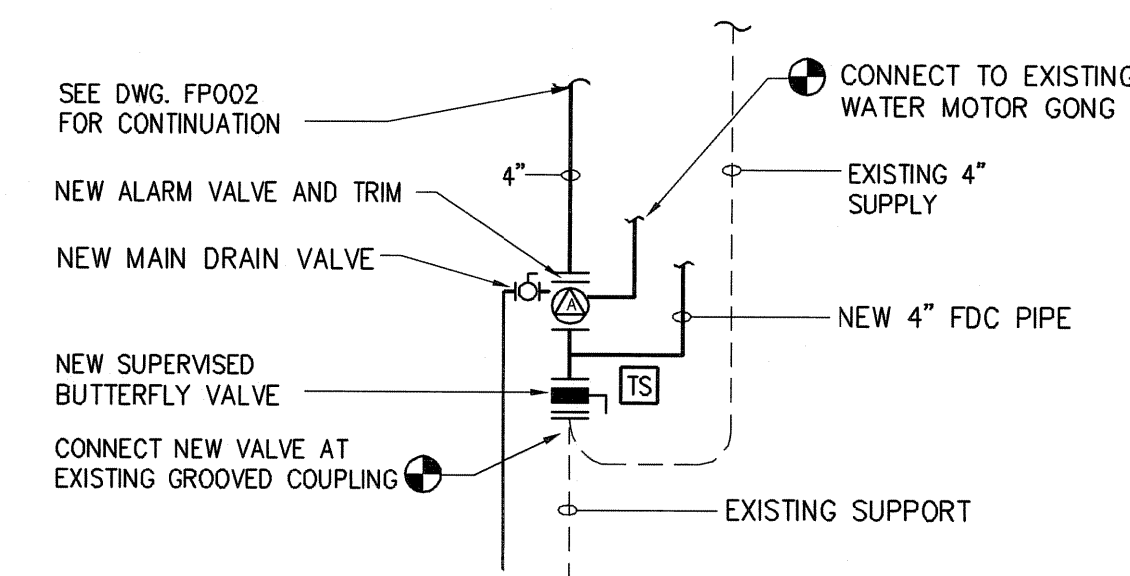 SEE DWG. FP002
FOR CONTINUATION
CONNECT TO EXISTING
WATER MOTOR GONG
4"
EXISTING 4"
SUPPLY
NEW ALARM VALVE AND TRIM
NEW MAIN DRAIN VALVE
A
NEW 4" FDC PIPE
NEW SUPERVISED
BUTTERFLY VALVE
TS
CONNECT NEW VALVE AT
EXISTING GROOVED COUPLING
EXISTING SUPPORT